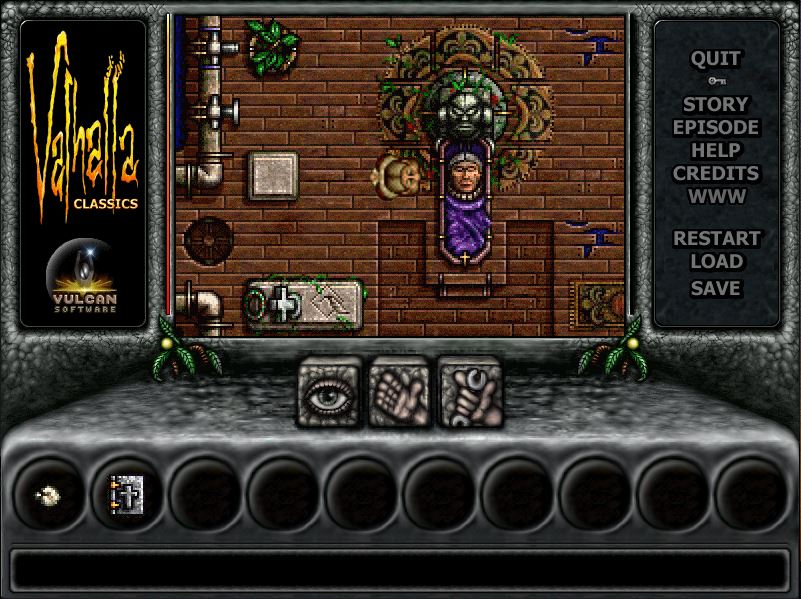 Valhalla
CLASSICS
VULCAN
SOFTWARE
QUIT
STORY
EPISODE
HELP
CREDITS
WWW
RESTART
LOAD
SAVE